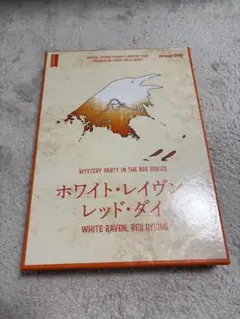 MYSTERY PARTY IN THE BOX SERIES
ホワイト・レイヴン
レッド・ダイ
WHITE RAVEN, RED DYEING